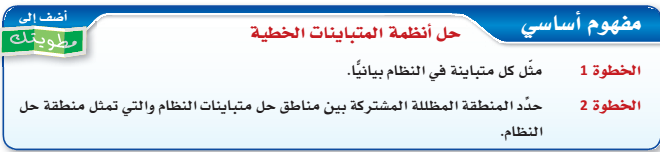 مفهوم أساسي
حل أنظمة المتباينات الخطية
أضف إلى
مطويتك
الخطوة 1 مثّل كل متباينة في النظام بيانيًّا.
الخطوة 2 حدِّد المنطقة المظللة المشتركة بين مناطق حل متباينات النظام والتي تمثل منطقة حل
النظام.